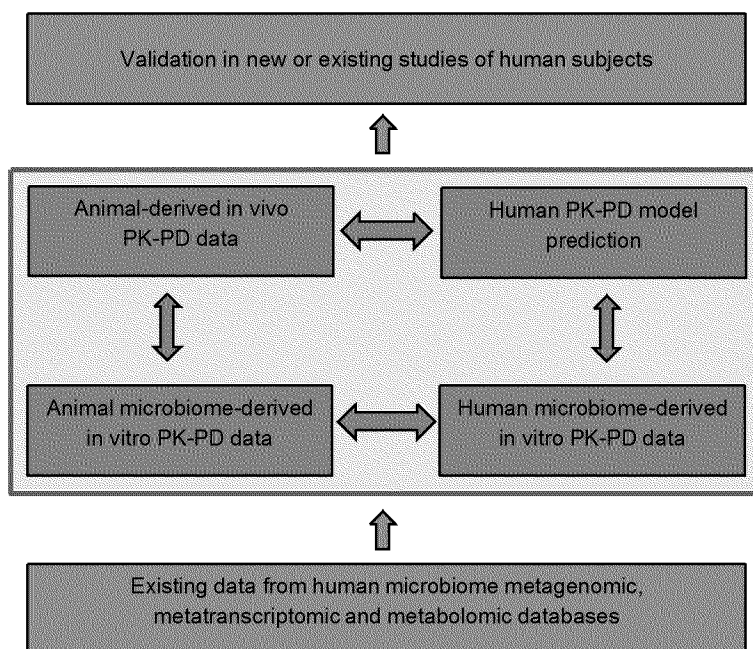 Validation in new or existing studies of human subjects
Animal-derived in vivo
PK-PD data
Human PK-PD model
prediction
Animal microbiome-derived
in vitro PK-PD data
Human microbiome-derived
in vitro PK-PD data
Existing data from human microbiome metagenomic,
metatranscriptomic and metabolomic databases